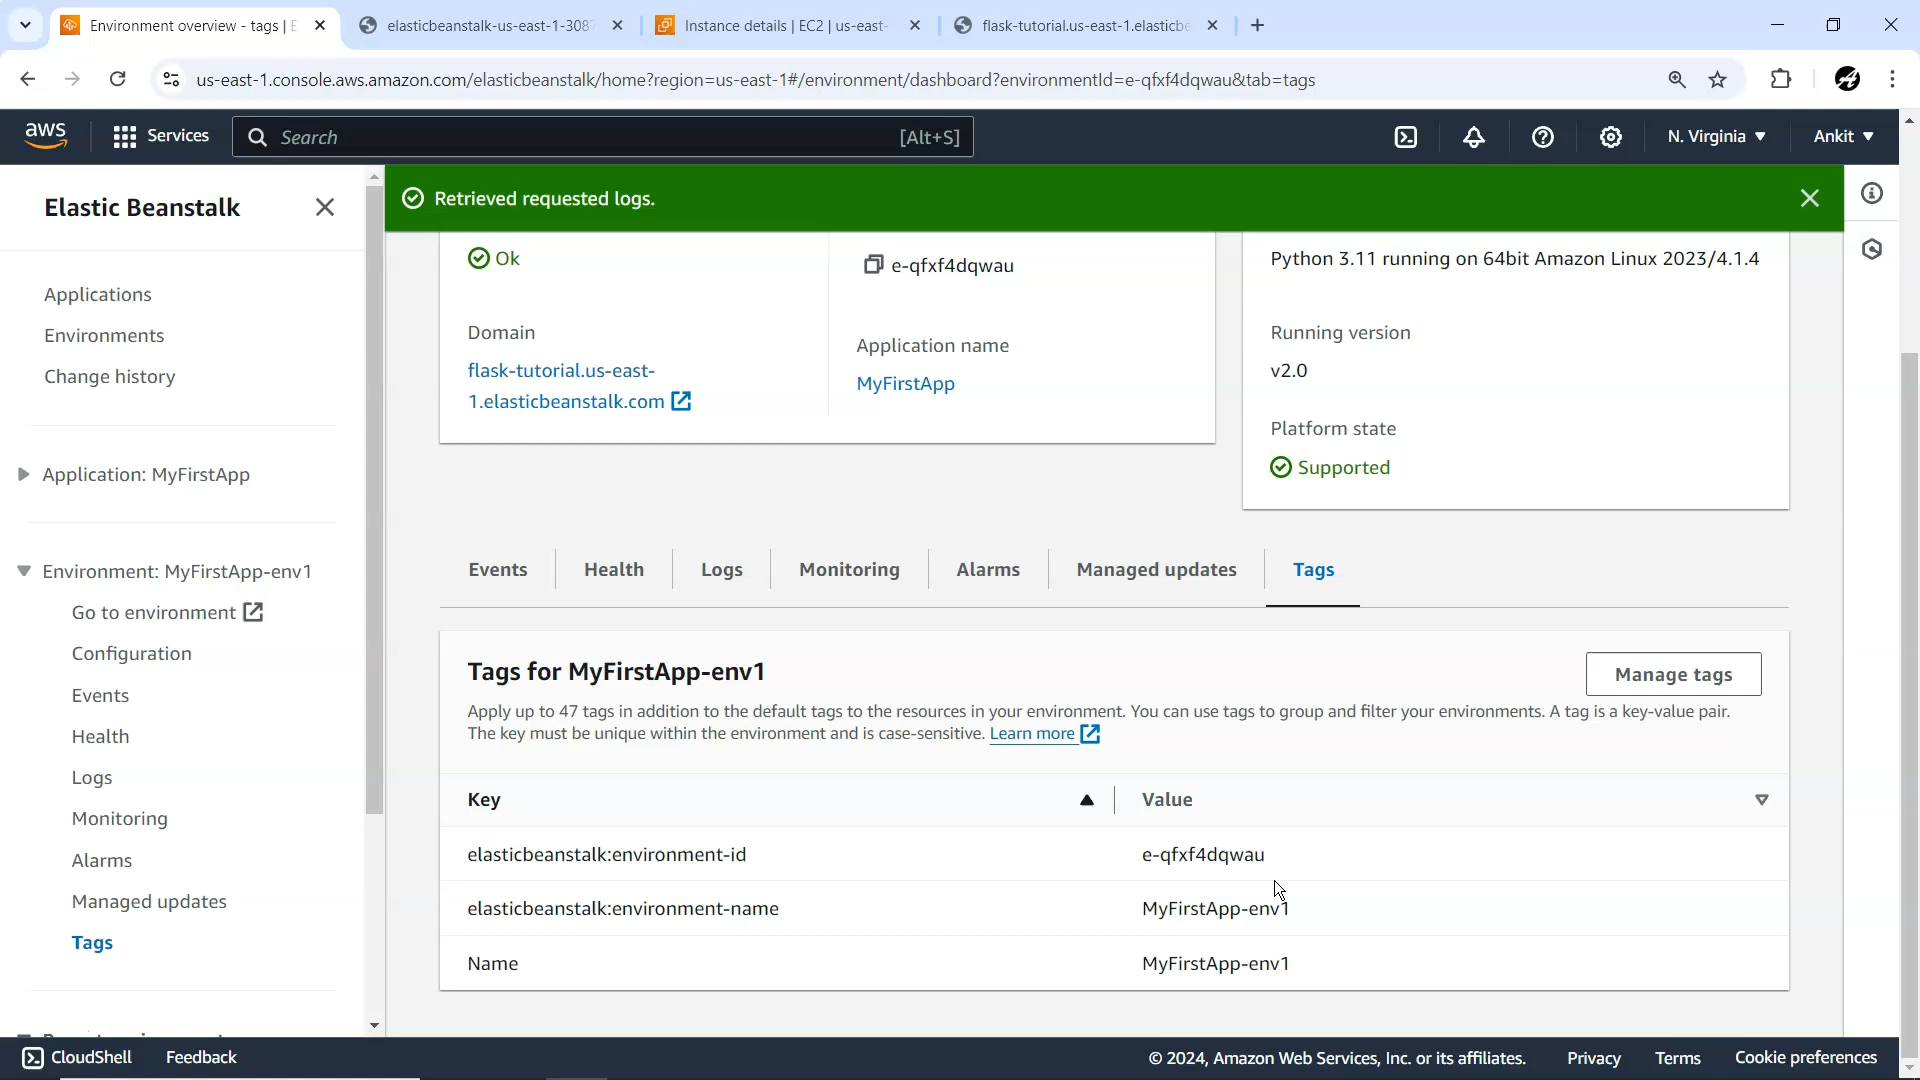 Environment overview - tags | E
elasticbeanstalk-us-east-1-308
Instance details | EC2 | us-east-
flask-tutorial.us-east-1.elasticbe
us-east-1.console.aws.amazon.com/elasticbeanstalk/home?region=us-east-1#/environment/dashboard?environmentId=e-qfxf4dqwau&tab=tags
aws
Services
Search
[Alt+S]
N. Virginia
Ankit
Elastic Beanstalk
Applications
Environments
Change history
Application: MyFirstApp
Environment: MyFirstApp-env1
Go to environment
Configuration
Events
Health
Logs
Monitoring
Alarms
Managed updates
Tags
Retrieved requested logs.
Ok
e-qfxf4dqwau
Domain
flask-tutorial.us-east-
1.elasticbeanstalk.com
Application name
MyFirstApp
Python 3.11 running on 64bit Amazon Linux 2023/4.1.4
Running version
v2.0
Platform state
Supported
Events
Health
Logs
Monitoring
Alarms
Managed updates
Tags
Tags for MyFirstApp-env1
Manage tags
Apply up to 47 tags in addition to the default tags to the resources in your environment. You can use tags to group and filter your environments. A tag is a key-value pair.
The key must be unique within the environment and is case-sensitive. Learn more
Key
Value
elasticbeanstalk:environment-id
e-qfxf4dqwau
elasticbeanstalk:environment-name
MyFirstApp-env1
Name
MyFirstApp-env1
CloudShell
Feedback
© 2024, Amazon Web Services, Inc. or its affiliates.
Privacy
Terms
Cookie preferences